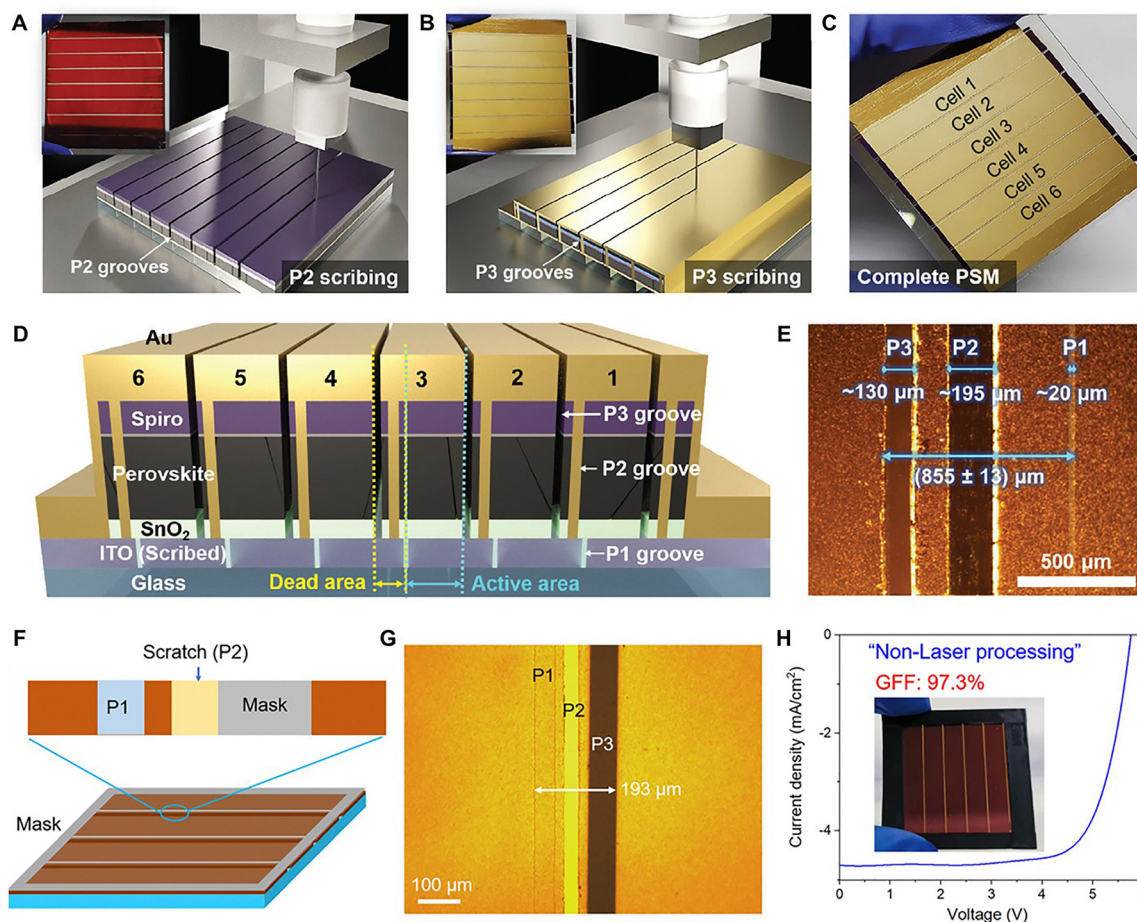 A
P2 grooves
P2 scribing
B
P3 grooves
P3 scribing
C
Cell 1
Cell 2
Cell 3
Cell 4
Cell 5
Cell 6
Complete PSM
D
Au
6 5 4 3 2 1
Spiro
P3 groove
Perovskite
P2 groove
SnO₂
ITO (Scribed)
P1 groove
Glass
Dead area
Active area
E
P3 P2 P1
~130 µm ~195 µm ~20 µm
(855 ± 13) µm
500 µm
F
Scratch (P2)
P1
Mask
Mask
G
P1
P2
P3
193 µm
100 µm
H
"Non-Laser processing"
GFF: 97.3%
Current density (mA/cm²)
0
-2
-4
0 1 2 3 4 5
Voltage (V)